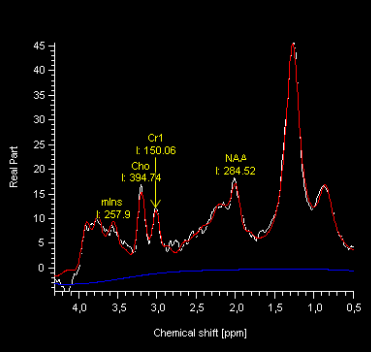 45
40
35
30
25
20
15
10
5
0
Real Part
Cr1
I: 150.06
Cho
I: 394.74
NAA
I: 284.52
mIns
I: 257.9
4,0 3,5 3,0 2,5 2,0 1,5 1,0 0,5
Chemical shift [ppm]